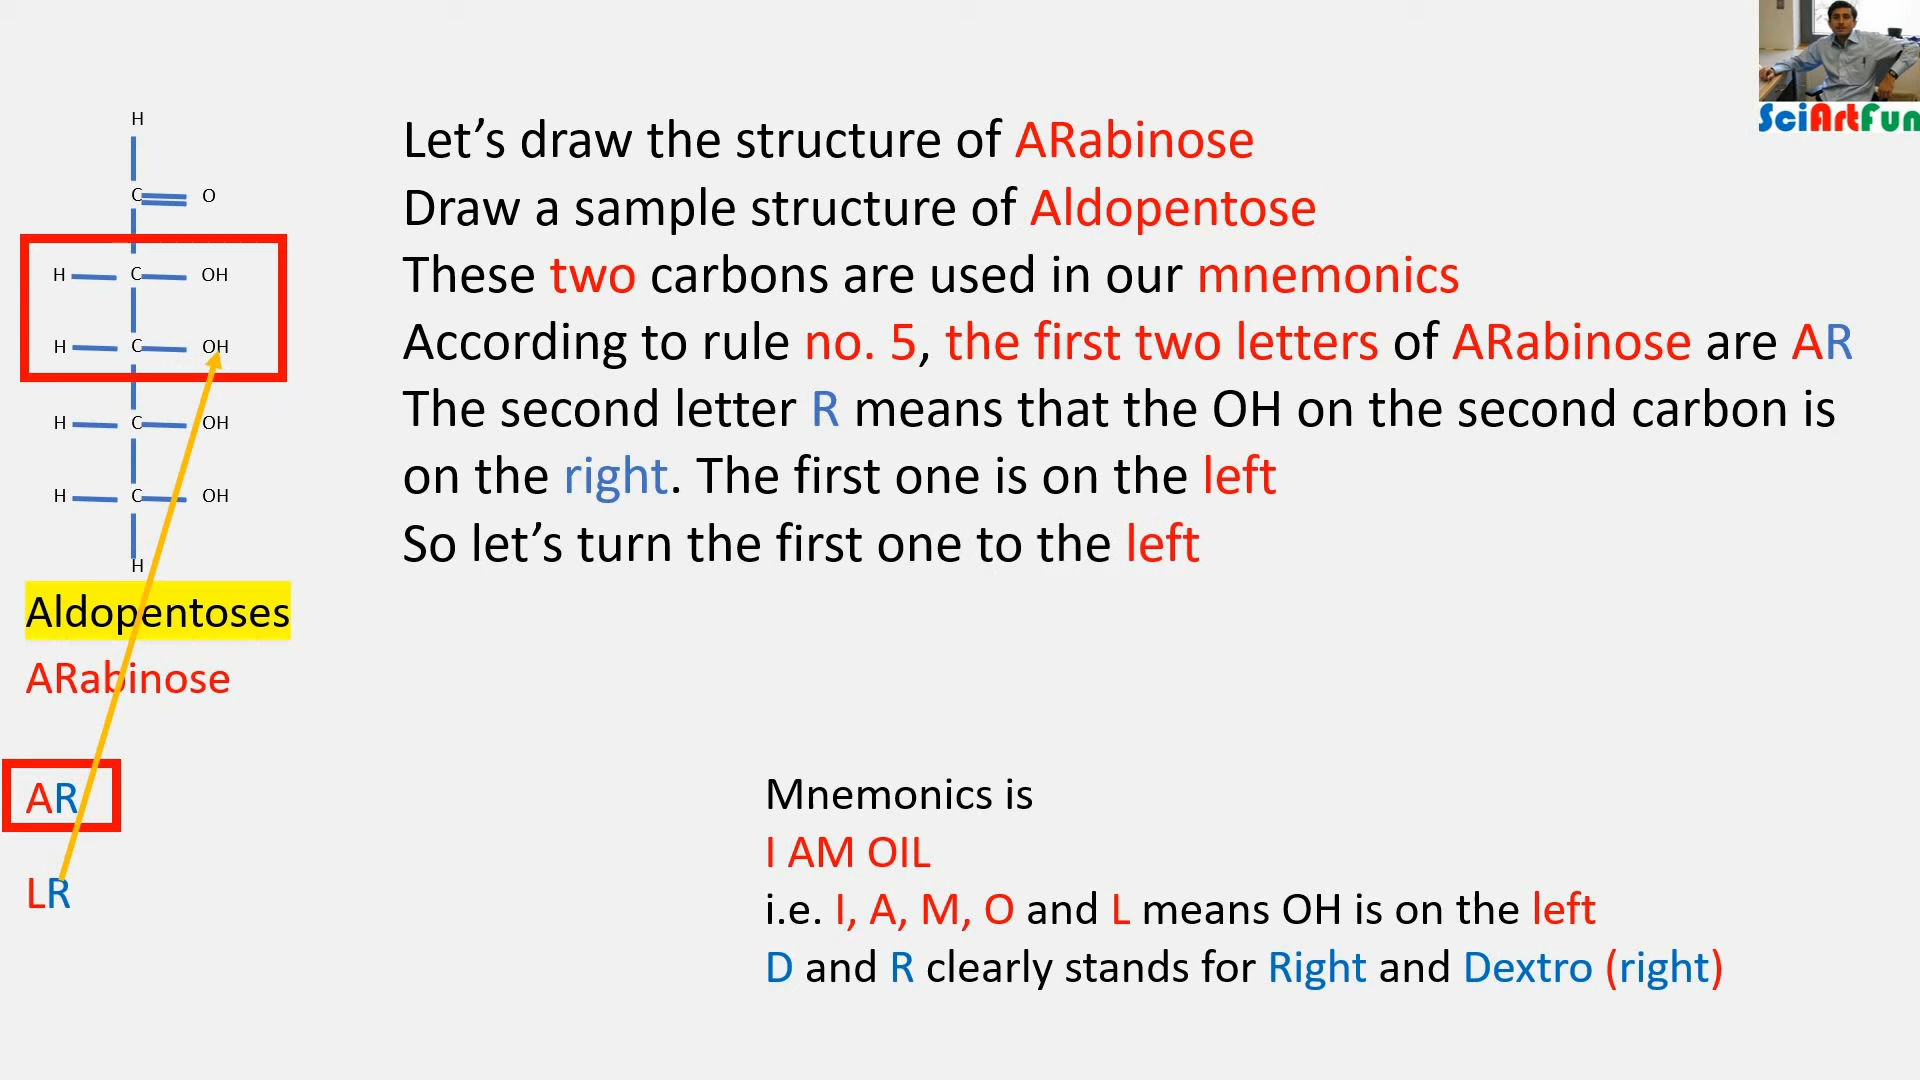 SciArtFun
H
C O
H C OH
H C OH
H C OH
H C OH
H
Aldopentoses
ARabinose
AR
LR
Let’s draw the structure of ARabinose
Draw a sample structure of Aldopentose
These two carbons are used in our mnemonics
According to rule no. 5, the first two letters of ARabinose are AR
The second letter R means that the OH on the second carbon is
on the right. The first one is on the left
So let’s turn the first one to the left
Mnemonics is
I AM OIL
i.e. I, A, M, O and L means OH is on the left
D and R clearly stands for Right and Dextro (right)